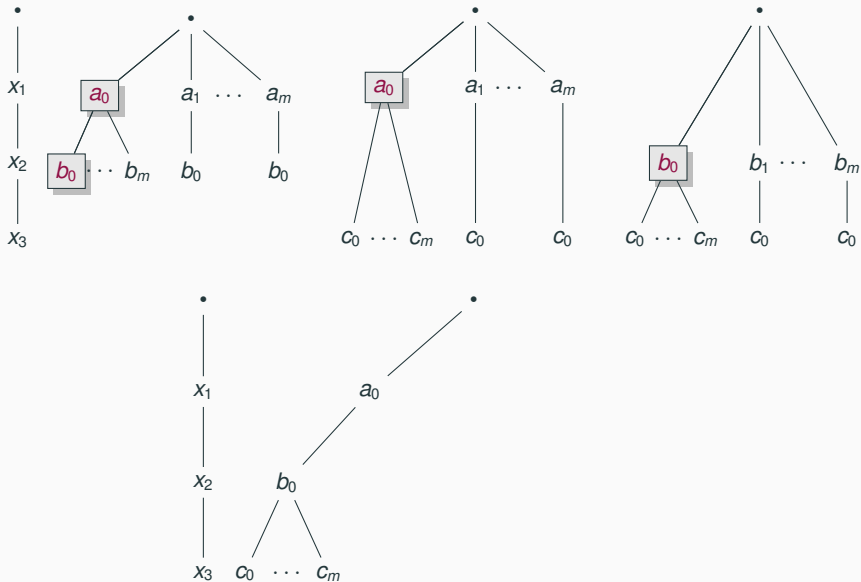 x₁ a₀ a₁ ··· aₘ a₀ a₁ ··· aₘ
x₂ b₀ ··· bₘ b₀ b₀ b₀ b₁ ··· bₘ
x₃ c₀ ··· cₘ c₀ c₀ c₀ ··· cₘ c₀ c₀
x₁ a₀
x₂ b₀
x₃ c₀ ··· cₘ